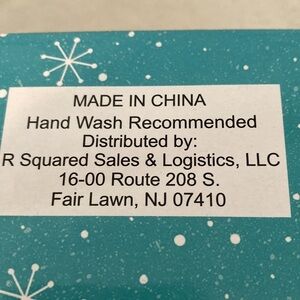 MADE IN CHINA
Hand Wash Recommended
Distributed by:
R Squared Sales & Logistics, LLC
16-00 Route 208 S.
Fair Lawn, NJ 07410